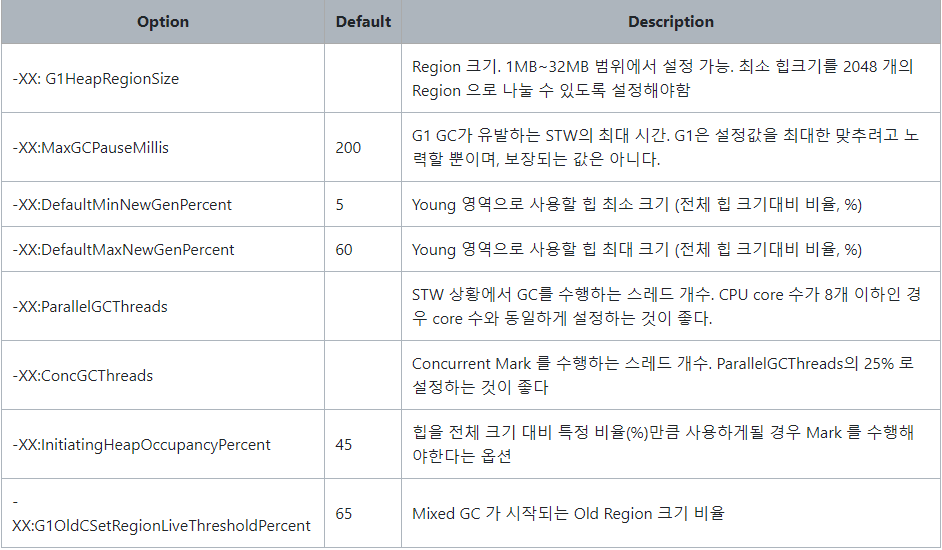 Option Default Description
-XX: G1HeapRegionSize
Region 크기. 1MB~32MB 범위에서 설정 가능. 최소 힙크기를 2048 개의
Region 으로 나눌 수 있도록 설정해야함
-XX:MaxGCPauseMillis
200
G1 GC가 유발하는 STW의 최대 시간. G1은 설정값을 최대한 맞추려고 노
력할 뿐이며, 보장되는 값은 아니다.
-XX:DefaultMinNewGenPercent 5 Young 영역으로 사용할 힙 최소 크기 (전체 힙 크기대비 비율, %)
-XX:DefaultMaxNewGenPercent 60 Young 영역으로 사용할 힙 최대 크기 (전체 힙 크기대비 비율, %)
-XX:ParallelGCThreads
STW 상황에서 GC를 수행하는 스레드 개수. CPU core 수가 8개 이하인 경
우 core 수와 동일하게 설정하는 것이 좋다.
-XX:ConcGCThreads
Concurrent Mark 를 수행하는 스레드 개수. ParallelGCThreads의 25% 로
설정하는 것이 좋다
-XX:InitiatingHeapOccupancyPercent
45
힙을 전체 크기 대비 특정 비율(%)만큼 사용하게될 경우 Mark 를 수행해
야한다는 옵션
-
XX:G1OldCSetRegionLiveThresholdPercent
65
Mixed GC 가 시작되는 Old Region 크기 비율